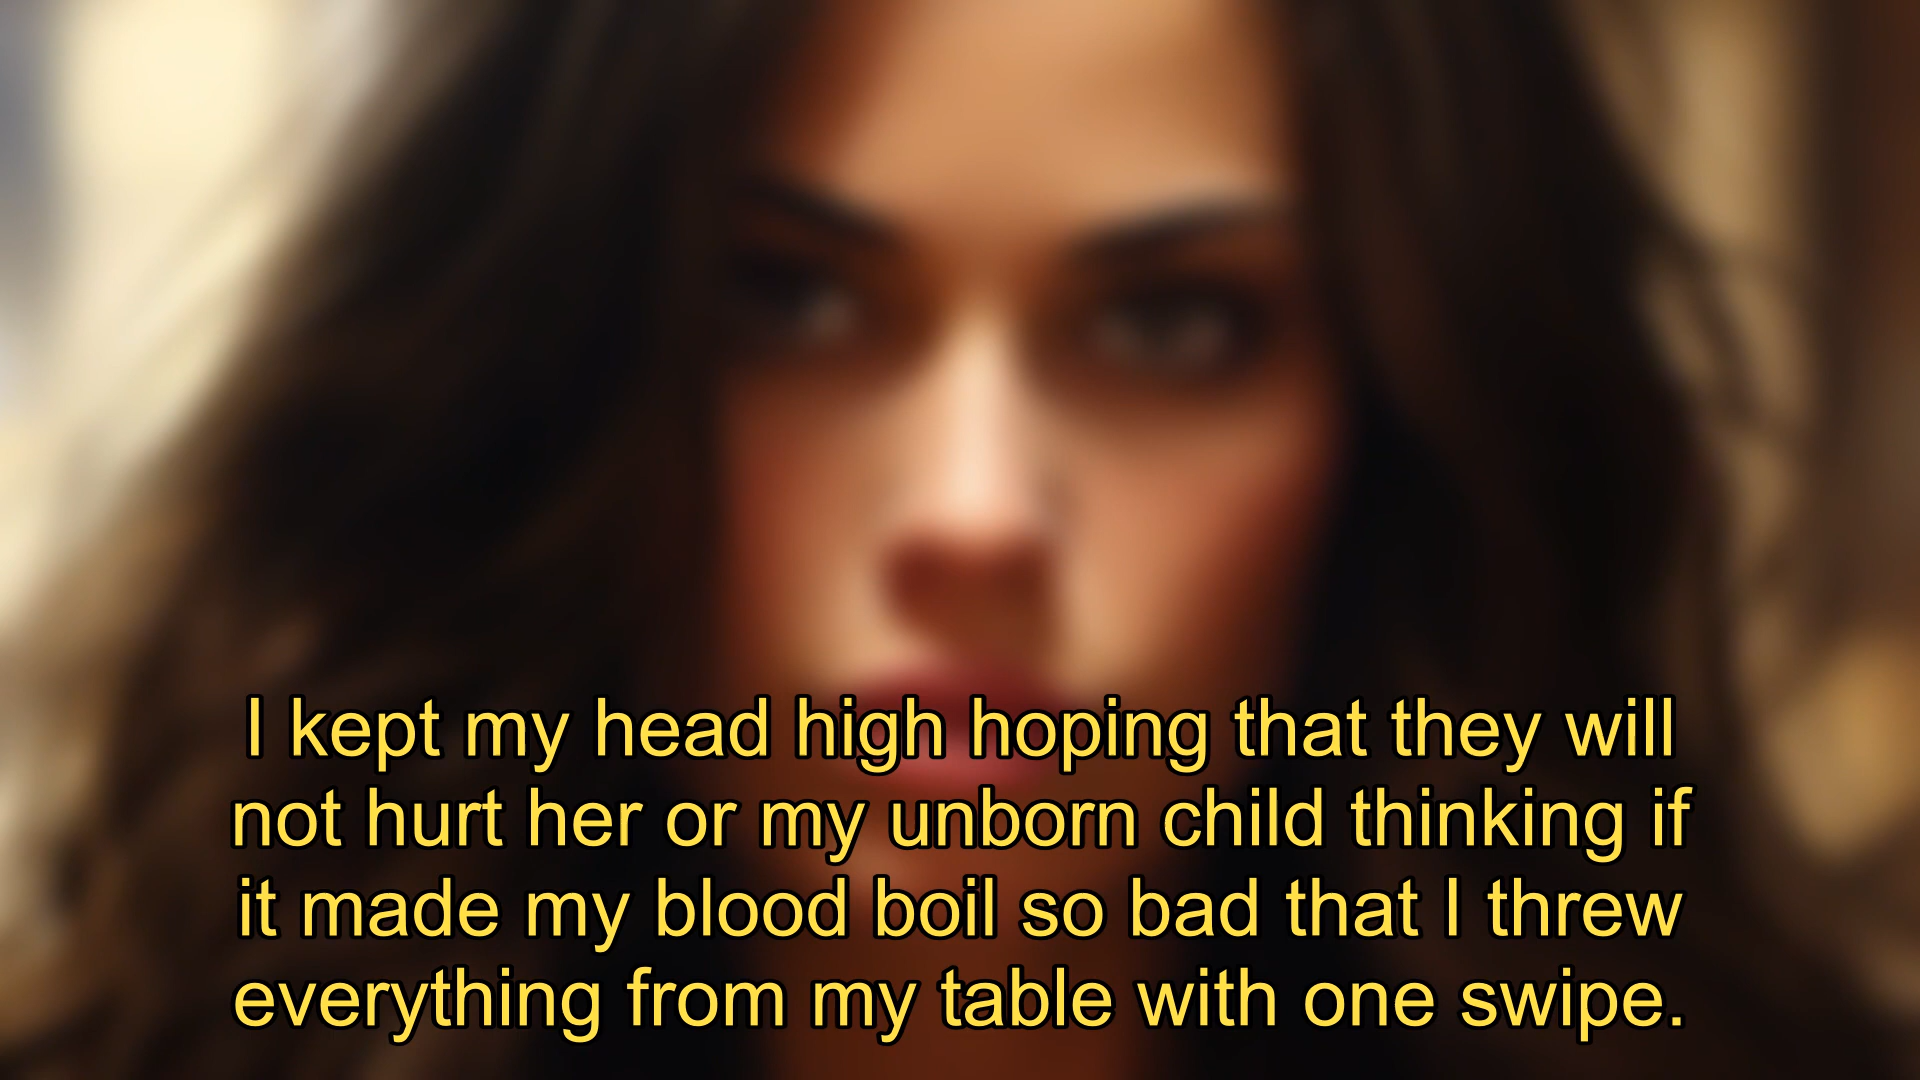 I kept my head high hoping that they will
not hurt her or my unborn child thinking if
it made my blood boil so bad that I threw
everything from my table with one swipe.